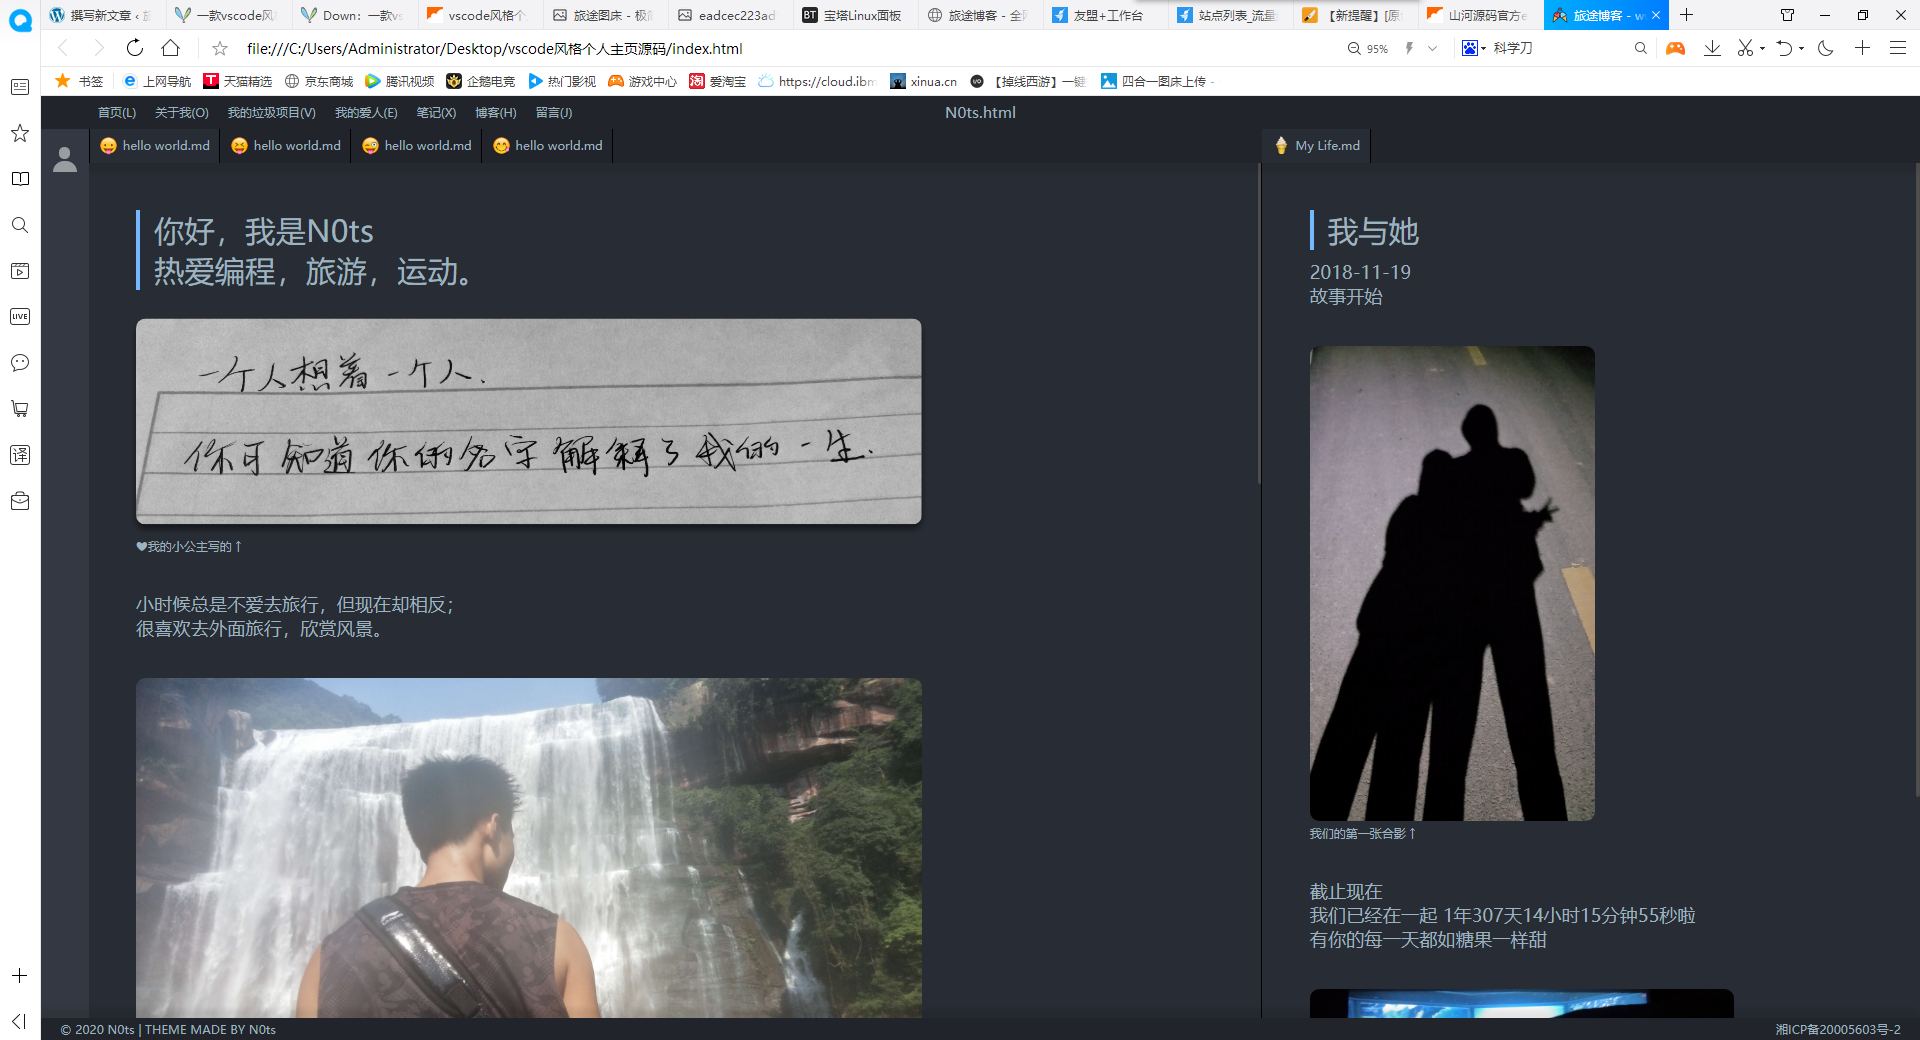 撰写新文章 ‹ 旅
一款vscode风
Down：一款vs
vscode风格个
旅途图床 - 极简
eadcec223ad
宝塔Linux面板
旅途博客 - 全网
友盟+工作台
站点列表_流量
【新提醒】[原
山河源码官方
旅途博客 - w
file:///C:/Users/Administrator/Desktop/vscode风格个人主页源码/index.html
95%
科学刀
书签
上网导航
天猫精选
京东商城
腾讯视频
企鹅电竞
热门影视
游戏中心
爱淘宝
https://cloud.ibm
xinua.cn
【掉线西游】一键
四合一图床上传 -
首页(L)
关于我(O)
我的垃圾项目(V)
我的爱人(E)
笔记(X)
博客(H)
留言(J)
N0ts.html
hello world.md
hello world.md
hello world.md
hello world.md
My Life.md
LIVE
译
你好，我是N0ts
热爱编程，旅游，运动。
一个人想着一个人.
你可知道你的名字解释了我的一生.
❤我的小公主写的↑
小时候总是不爱去旅行，但现在却相反；
很喜欢去外面旅行，欣赏风景。
我与她
2018-11-19
故事开始
我们的第一张合影↑
截止现在
我们已经在一起 1年307天14小时15分钟55秒啦
有你的每一天都如糖果一样甜
© 2020 N0ts | THEME MADE BY N0ts
湘ICP备20005603号-2